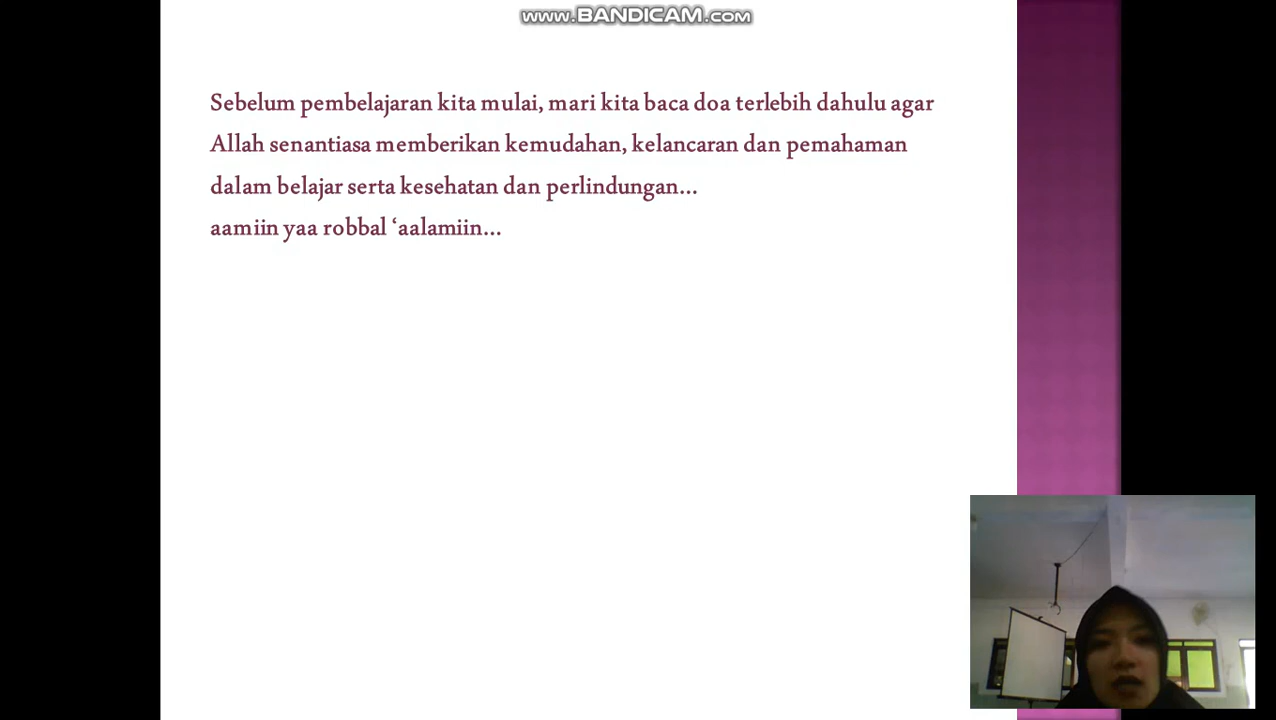 www.BANDICAM.com
Sebelum pembelajaran kita mulai, mari kita baca doa terlebih dahulu agar
Allah senantiasa memberikan kemudahan, kelancaran dan pemahaman
dalam belajar serta kesehatan dan perlindungan...
aamiin yaa robbal ‘aalamiin...